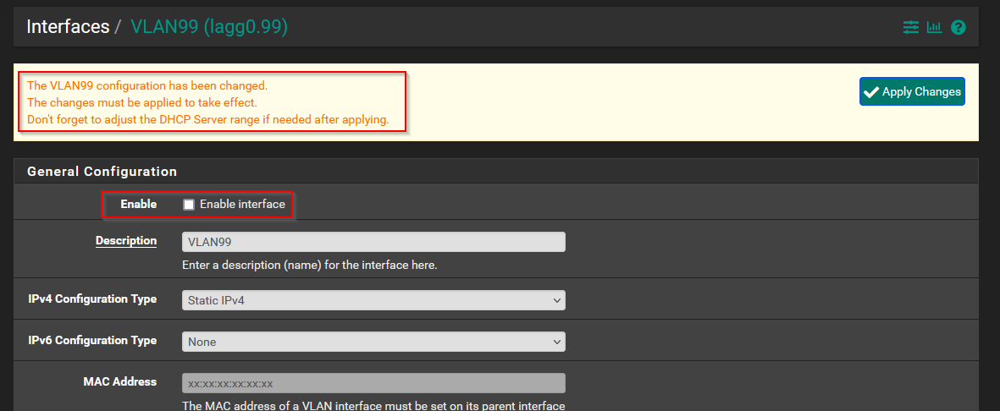 Interfaces / VLAN99 (lagg0.99)
The VLAN99 configuration has been changed.
The changes must be applied to take effect.
Don't forget to adjust the DHCP Server range if needed after applying.
Apply Changes
General Configuration
Enable Enable interface
Description VLAN99
Enter a description (name) for the interface here.
IPv4 Configuration Type Static IPv4
IPv6 Configuration Type None
MAC Address xx:xx:xx:xx:xx:xx
The MAC address of a VLAN interface must be set on its parent interface